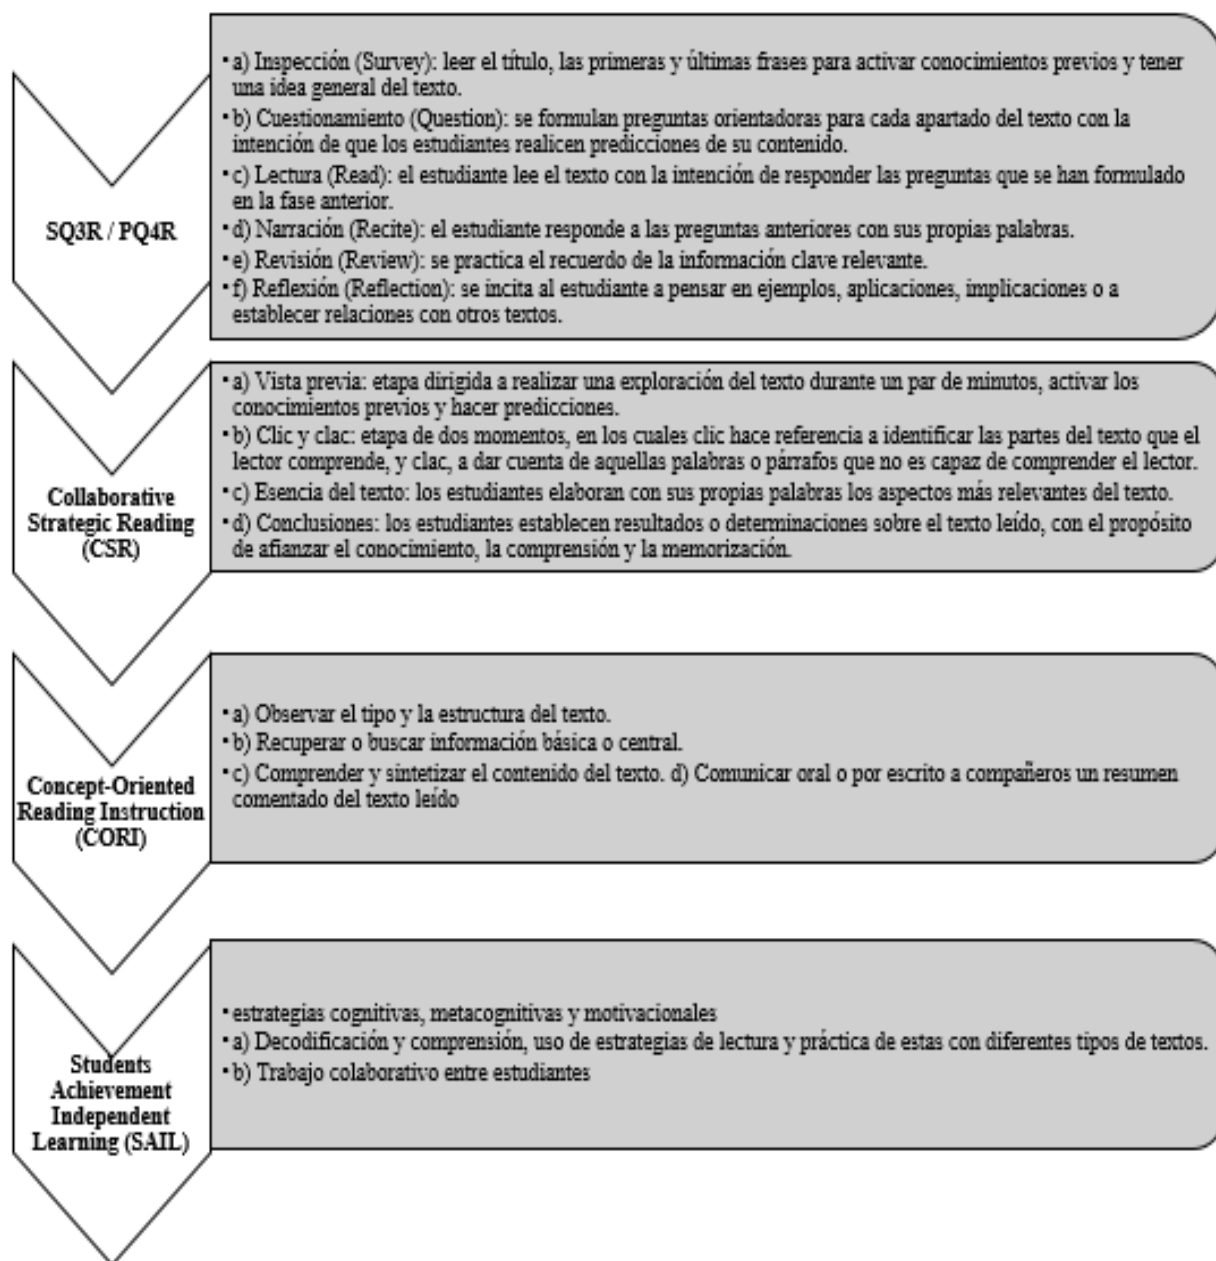 SQ3R / PQ4R
• a) Inspección (Survey): leer el título, las primeras y últimas frases para activar conocimientos previos y tener
una idea general del texto.
• b) Cuestionamiento (Question): se formulan preguntas orientadoras para cada apartado del texto con la
intención de que los estudiantes realicen predicciones de su contenido.
• c) Lectura (Read): el estudiante lee el texto con la intención de responder las preguntas que se han formulado
en la fase anterior.
• d) Narración (Recite): el estudiante responde a las preguntas anteriores con sus propias palabras.
• e) Revisión (Review): se practica el recuerdo de la información clave relevante.
• f) Reflexión (Reflection): se incita al estudiante a pensar en ejemplos, aplicaciones, implicaciones o a
establecer relaciones con otros textos.
Collaborative
Strategic Reading
(CSR)
• a) Vista previa: etapa dirigida a realizar una exploración del texto durante un par de minutos, activar los
conocimientos previos y hacer predicciones.
• b) Clic y clac: etapa de dos momentos, en los cuales clic hace referencia a identificar las partes del texto que el
lector comprende, y clac, a dar cuenta de aquellas palabras o párrafos que no es capaz de comprender el lector.
• c) Esencia del texto: los estudiantes elaboran con sus propias palabras los aspectos más relevantes del texto.
• d) Conclusiones: los estudiantes establecen resultados o determinaciones sobre el texto leído, con el propósito
de afianzar el conocimiento, la comprensión y la memorización.
Concept-Oriented
Reading Instruction
(CORI)
• a) Observar el tipo y la estructura del texto.
• b) Recuperar o buscar información básica o central.
• c) Comprender y sintetizar el contenido del texto. d) Comunicar oral o por escrito a compañeros un resumen
comentado del texto leído
Students
Achievement
Independent
Learning (SAIL)
• estrategias cognitivas, metacognitivas y motivacionales
• a) Decodificación y comprensión, uso de estrategias de lectura y práctica de estas con diferentes tipos de textos.
• b) Trabajo colaborativo entre estudiantes